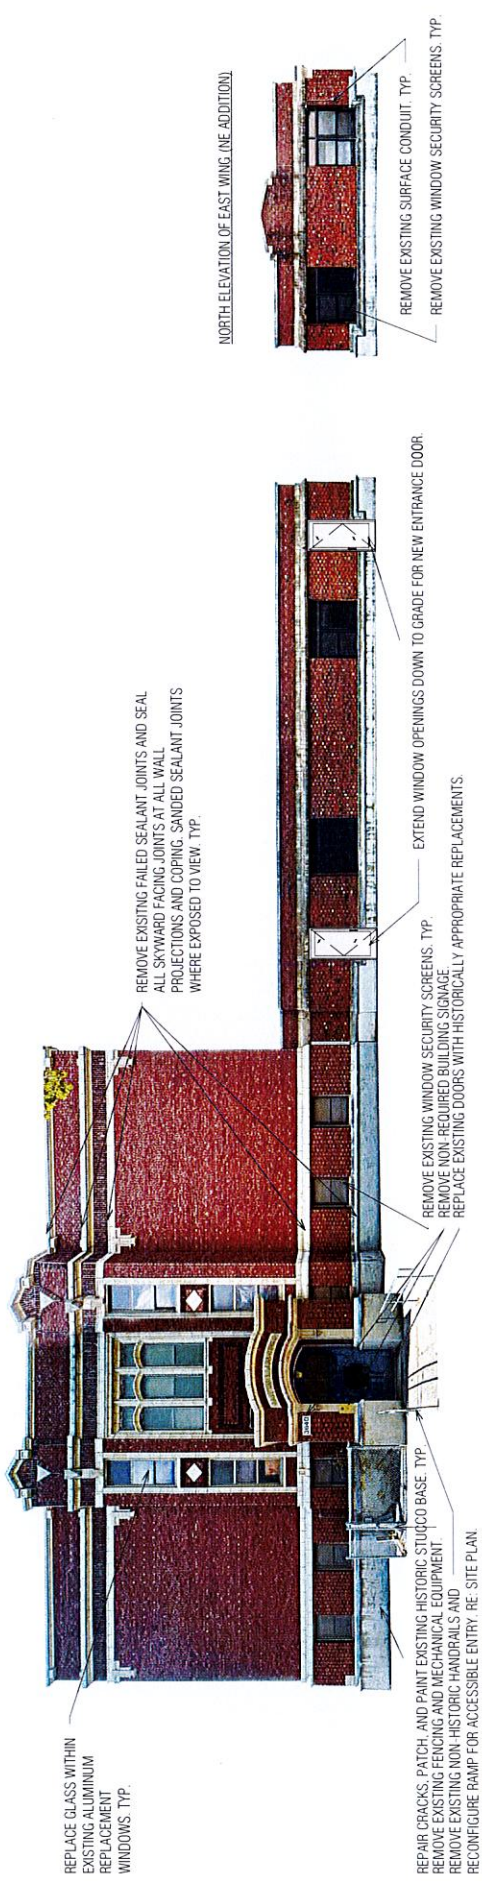 REPLACE GLASS WITHIN
EXISTING ALUMINUM
REPLACEMENT
WINDOWS. TYP.
REMOVE EXISITNG FAILED SEALANT JOINTS AND SEAL
ALL SKYWARD FACING JOINTS AT ALL WALL
PROJECTIONS AND COPING. SANDED SEALANT JOINTS
WHERE EXPOSED TO VIEW. TYP.
NORTH ELEVATION OF EAST WING (NE ADDITION)
3640
REPAIR CRACKS, PATCH, AND PAINT EXISTING HISTORIC STUCCO BASE. TYP.
REMOVE EXISTING FENCING AND MECHANICAL EQUIPMENT.
REMOVE EXISTING NON-HISTORIC HANDRAILS AND
RECONFIGURE RAMP FOR ACCESSIBLE ENTRY. RE: SITE PLAN.
REMOVE EXISTING WINDOW SECURITY SCREENS. TYP.
REMOVE NON-REQUIRED BUILDING SIGNAGE.
REPLACE EXISTING DOORS WITH HISTORICALLY APPROPRIATE REPLACEMENTS.
EXTEND WINDOW OPENINGS DOWN TO GRADE FOR NEW ENTRANCE DOOR.
REMOVE EXISTING SURFACE CONDUIT. TYP.
REMOVE EXISTING WINDOW SECURITY SCREENS. TYP.